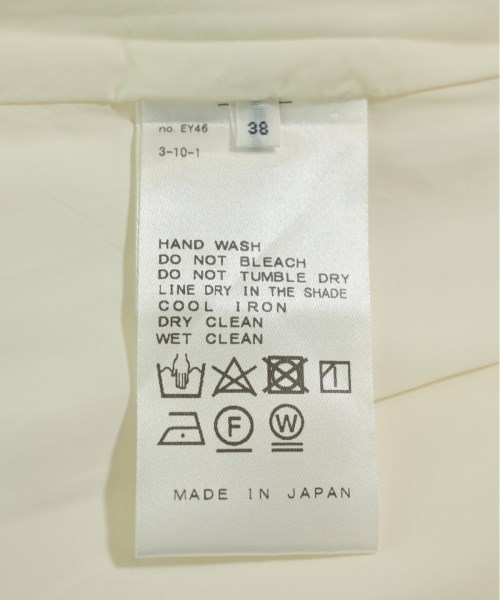 no. EY46
38
3-10-1
HAND WASH
DO NOT BLEACH
DO NOT TUMBLE DRY
LINE DRY IN THE SHADE
COOL IRON
DRY CLEAN
WET CLEAN
F
W
MADE IN JAPAN